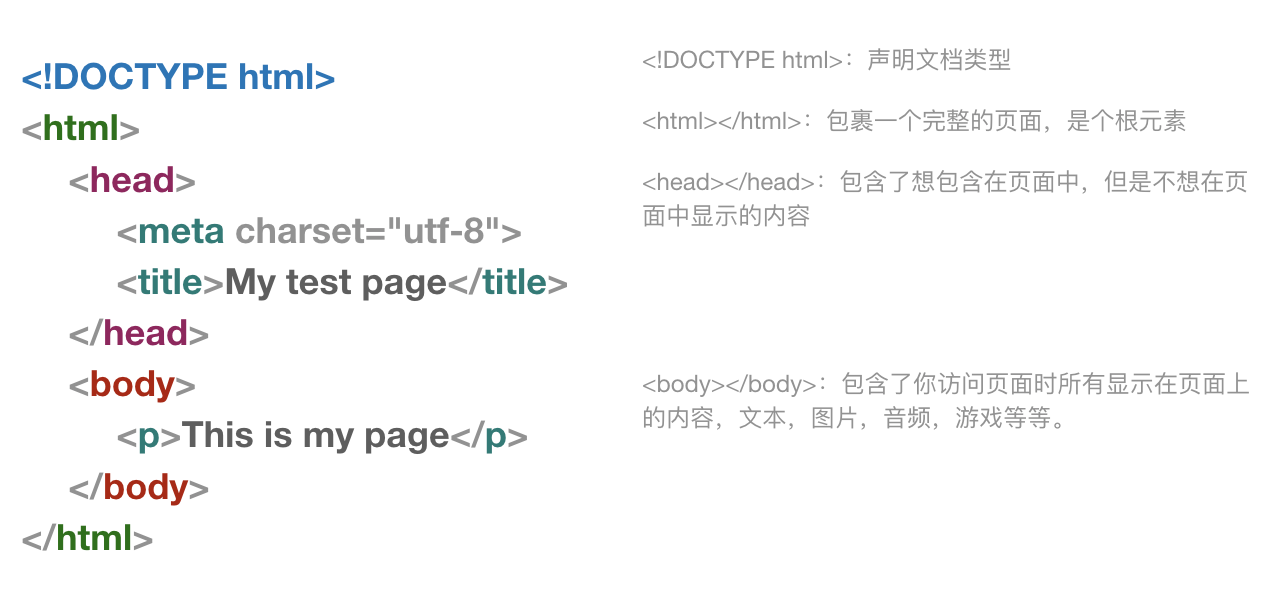 <!DOCTYPE html>
<html>
<head>
<meta charset="utf-8">
<title>My test page</title>
</head>
<body>
<p>This is my page</p>
</body>
</html>
<!DOCTYPE html>：声明文档类型
<html></html>：包裹一个完整的页面，是个根元素
<head></head>：包含了想包含在页面中，但是不想在页
面中显示的内容
<body></body>：包含了你访问页面时所有显示在页面上
的内容，文本，图片，音频，游戏等等。